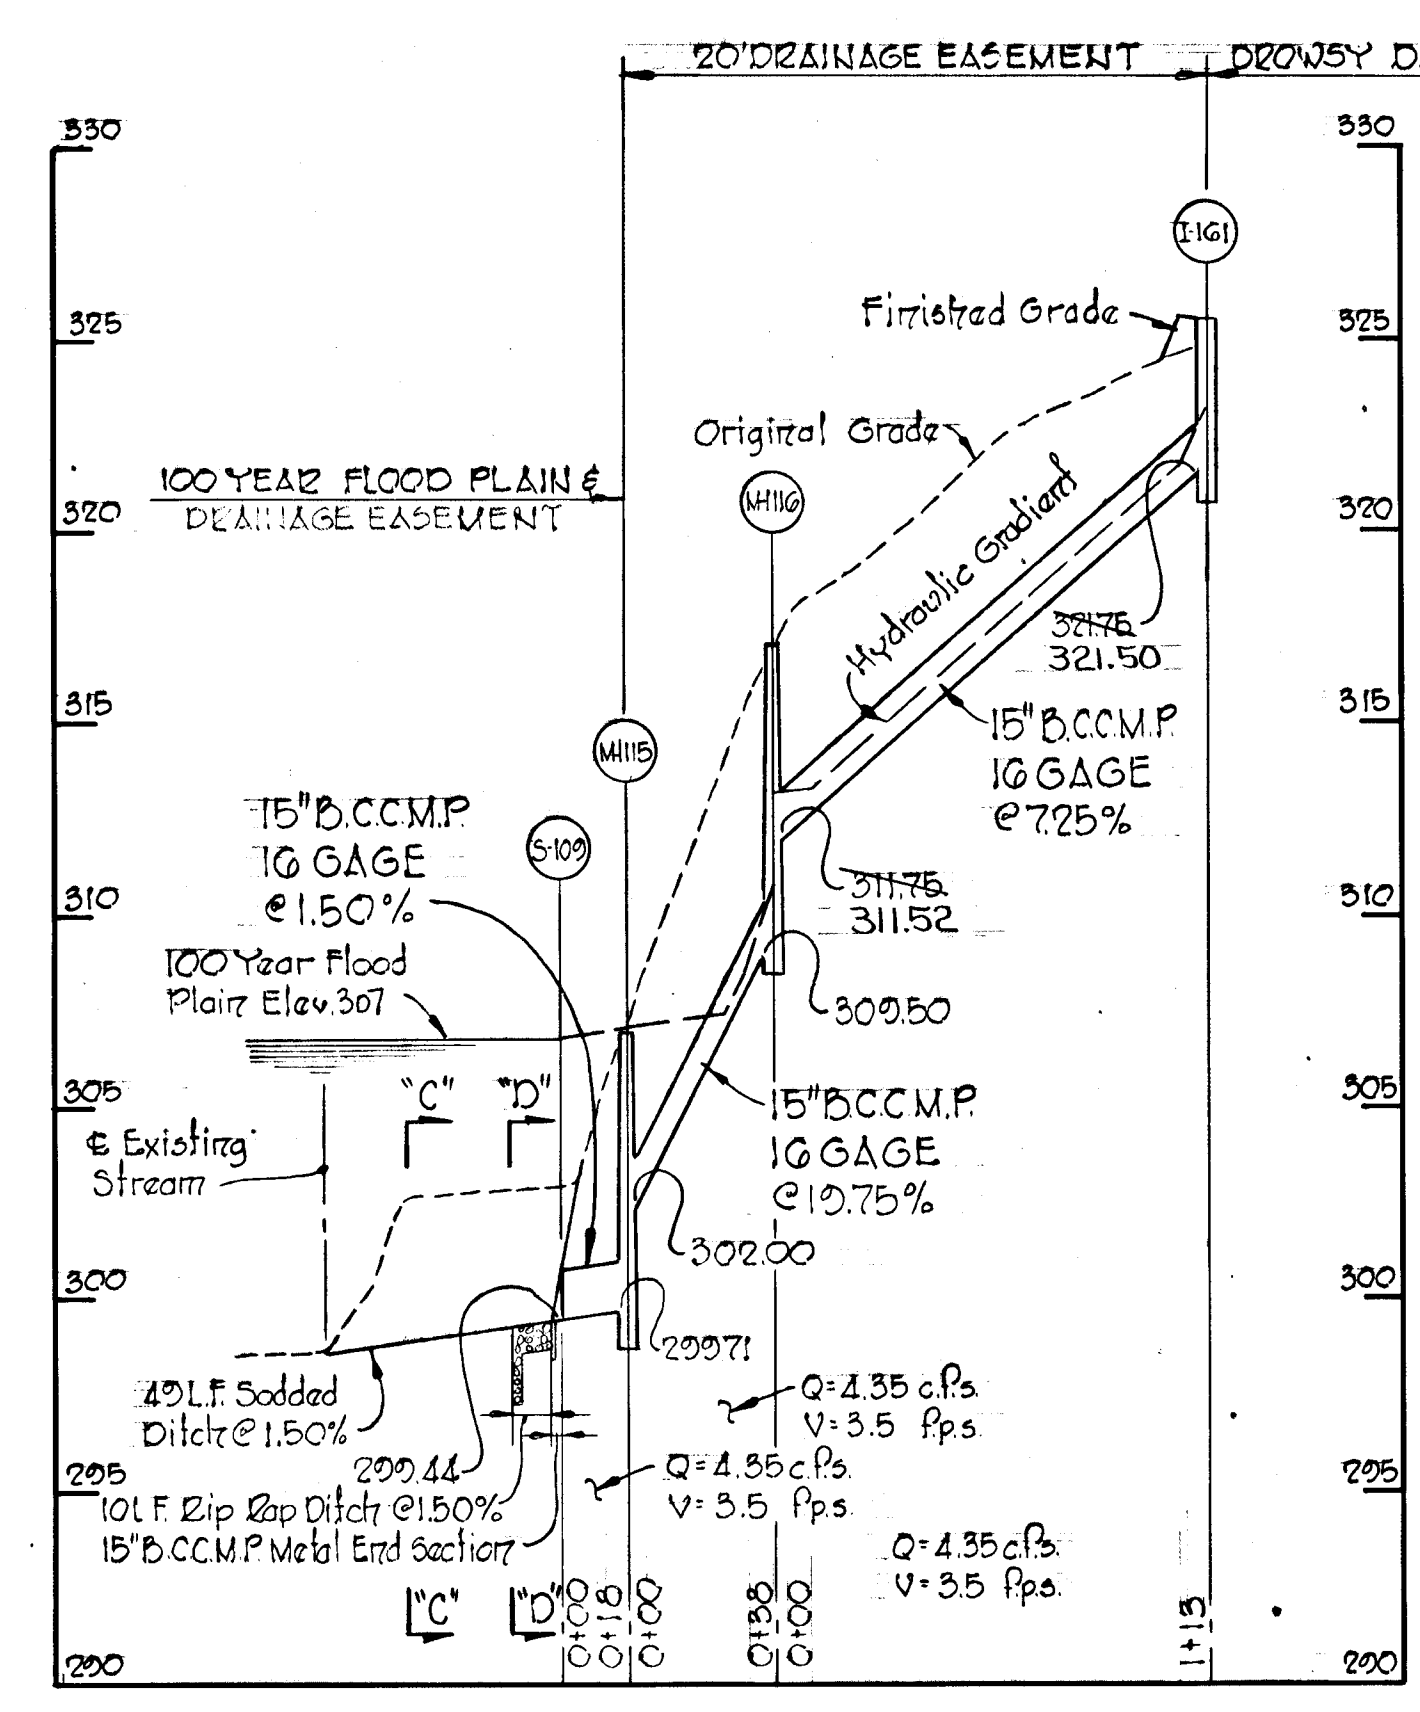 20' DRAINAGE EASEMENT
DROWSY
330
330
I-161
Finished Grade
325
325
Original Grade
100 YEAR FLOOD PLAIN &
DRAINAGE EASEMENT
MH116
320
320
Hydraulic Gradient
321.75
321.50
315
315
15" B.C.C.M.P.
16 GAGE
@ 7.25%
MH115
15" B.C.C.M.P.
16 GAGE
@ 1.50%
S-109
311.75
311.52
310
310
100 Year Flood
Plain Elev. 307
309.50
305
305
"C"
"D"
15" B.C.C.M.P.
16 GAGE
@ 19.75%
℄ Existing
Stream
302.00
300
300
299.71
49 L.F. Sodded
Ditch @ 1.50%
Q = 4.35 c.f.s.
V = 3.5 f.p.s.
299.44
Q = 4.35 c.f.s.
V = 3.5 f.p.s.
295
295
10 L.F. Rip Rap Ditch @ 1.50%
15" B.C.C.M.P. Metal End Section
Q = 4.35 c.f.s.
V = 3.5 f.p.s.
"C"
"D"
0+00
0+18
0+00
0+38
0+00
1+13
290
290